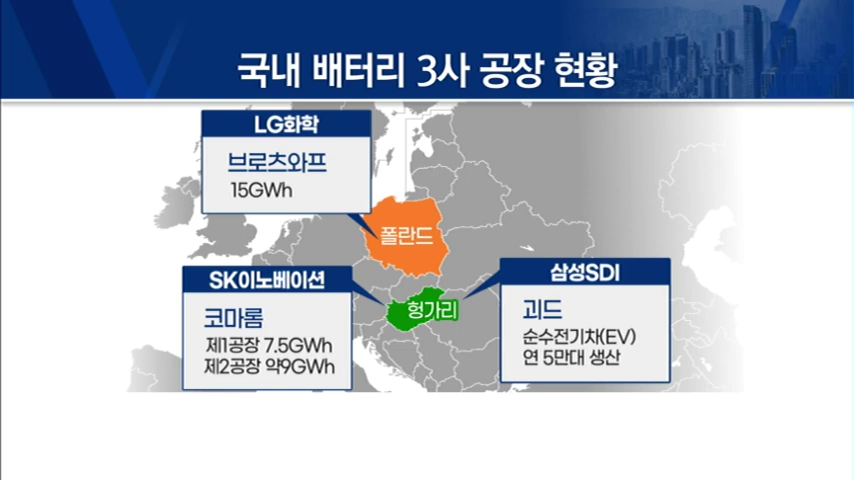 국내 배터리 3사 공장 현황
LG화학
브로츠와프
15GWh
폴란드
SK이노베이션
코마롬
제1공장 7.5GWh
제2공장 약9GWh
헝가리
삼성SDI
괴드
순수전기차(EV)
연 5만대 생산